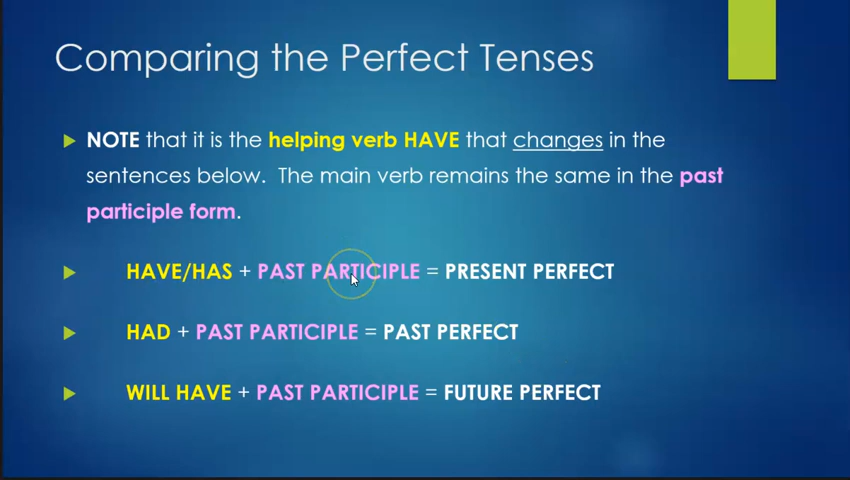 Comparing the Perfect Tenses
NOTE that it is the helping verb HAVE that changes in the
sentences below. The main verb remains the same in the past
participle form.
HAVE/HAS + PAST PARTICIPLE = PRESENT PERFECT
HAD + PAST PARTICIPLE = PAST PERFECT
WILL HAVE + PAST PARTICIPLE = FUTURE PERFECT